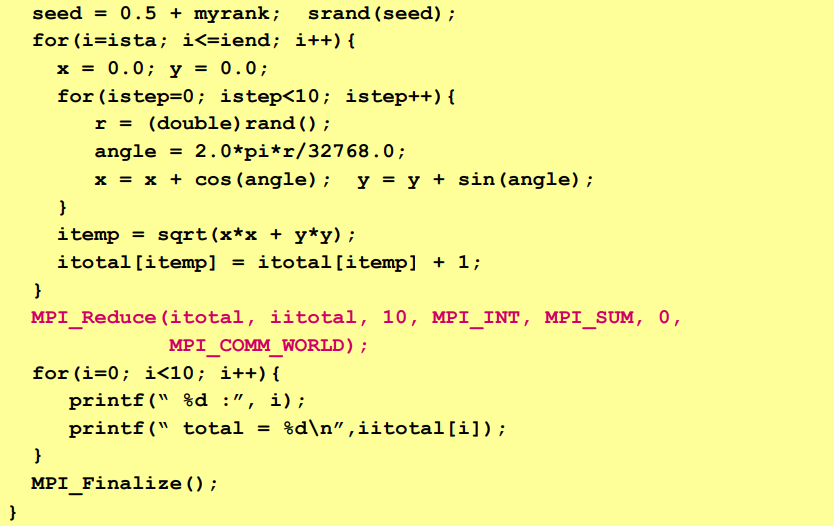 seed = 0.5 + myrank;  srand(seed);
for(i=ista; i<=iend; i++){
x = 0.0; y = 0.0;
for(istep=0; istep<10; istep++){
r = (double)rand();
angle = 2.0*pi*r/32768.0;
x = x + cos(angle);  y = y + sin(angle);
}
itemp = sqrt(x*x + y*y);
itotal[itemp] = itotal[itemp] + 1;
}
MPI_Reduce(itotal, iitotal, 10, MPI_INT, MPI_SUM, 0,
MPI_COMM_WORLD);
for(i=0; i<10; i++){
printf(“ %d :”, i);
printf(“ total = %d\n”,iitotal[i]);
}
MPI_Finalize();
}